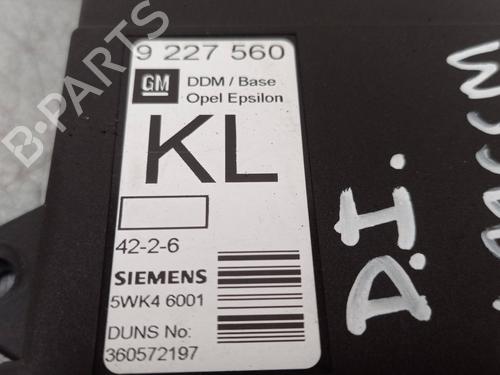 9 227 560
GM
DDM / Base
Opel Epsilon
KL
42-2-6
SIEMENS
5WK4 6001
DUNS No:
360572197
D.I.
B-Parts